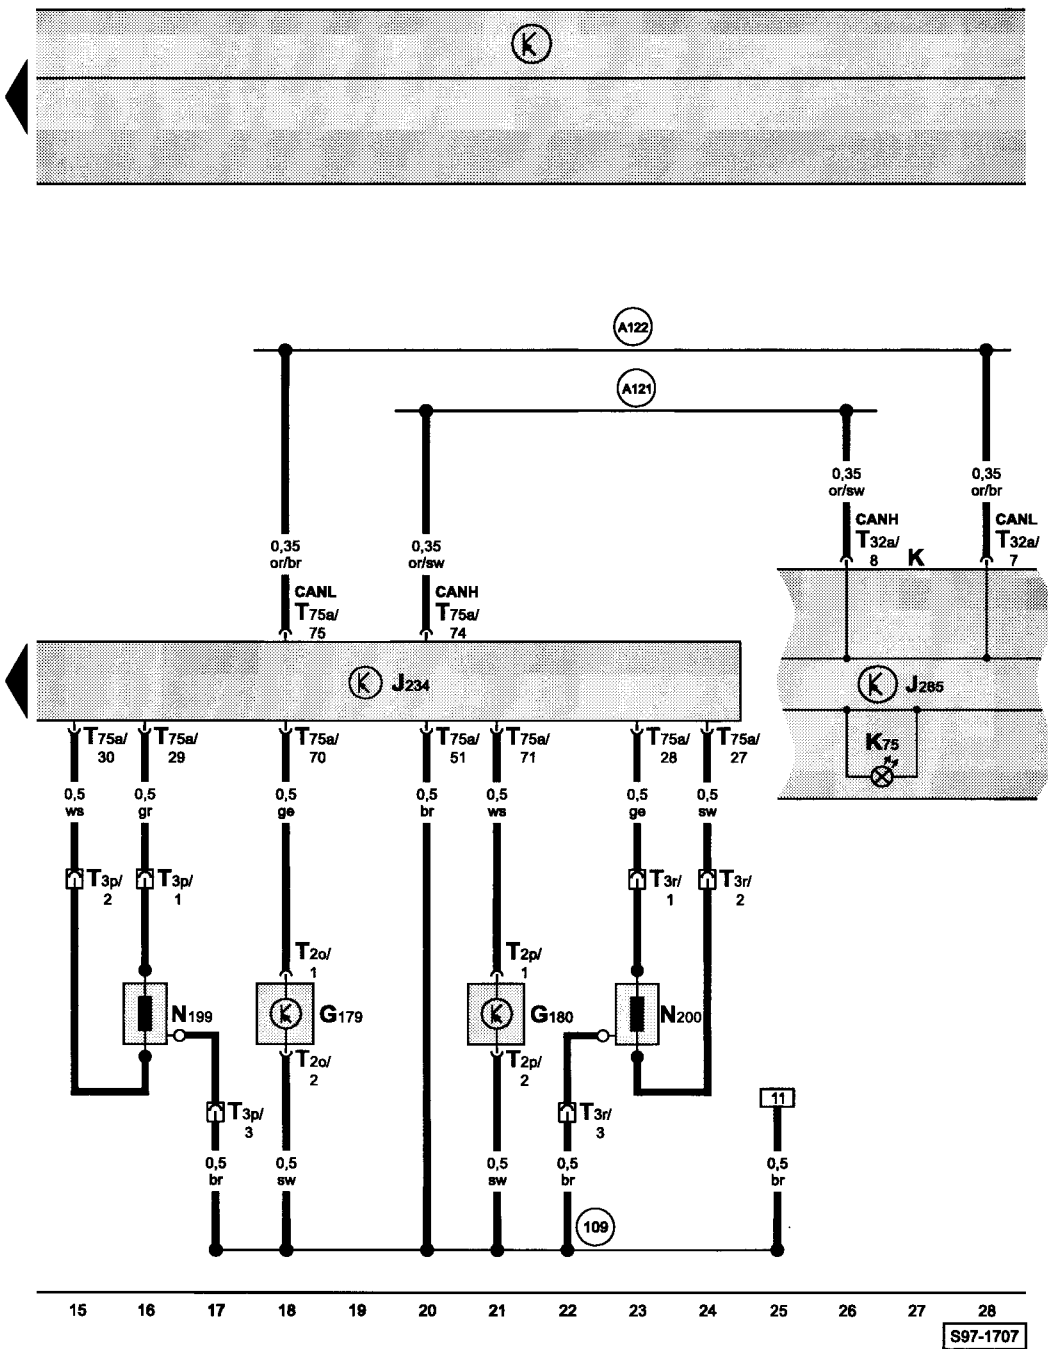 A122
A121
0,35
or/sw
0,35
or/br
CANH
T32a/
8
K
CANL
T32a/
7
0,35
or/br
0,35
or/sw
CANL
T75a/
75
CANH
T75a/
74
J234
J285
K75
T75a/
30
T75a/
29
T75a/
70
T75a/
51
T75a/
71
T75a/
28
T75a/
27
0,5
ws
0,5
gr
0,5
ge
0,5
br
0,5
ws
0,5
ge
0,5
sw
T3p/
2
T3p/
1
T3r/
1
T3r/
2
T2o/
1
T2p/
1
N199
G179
G180
N200
T2o/
2
T2p/
2
T3p/
3
T3r/
3
11
0,5
br
0,5
sw
0,5
sw
0,5
br
0,5
br
109
15 16 17 18 19 20 21 22 23 24 25 26 27 28
S97-1707